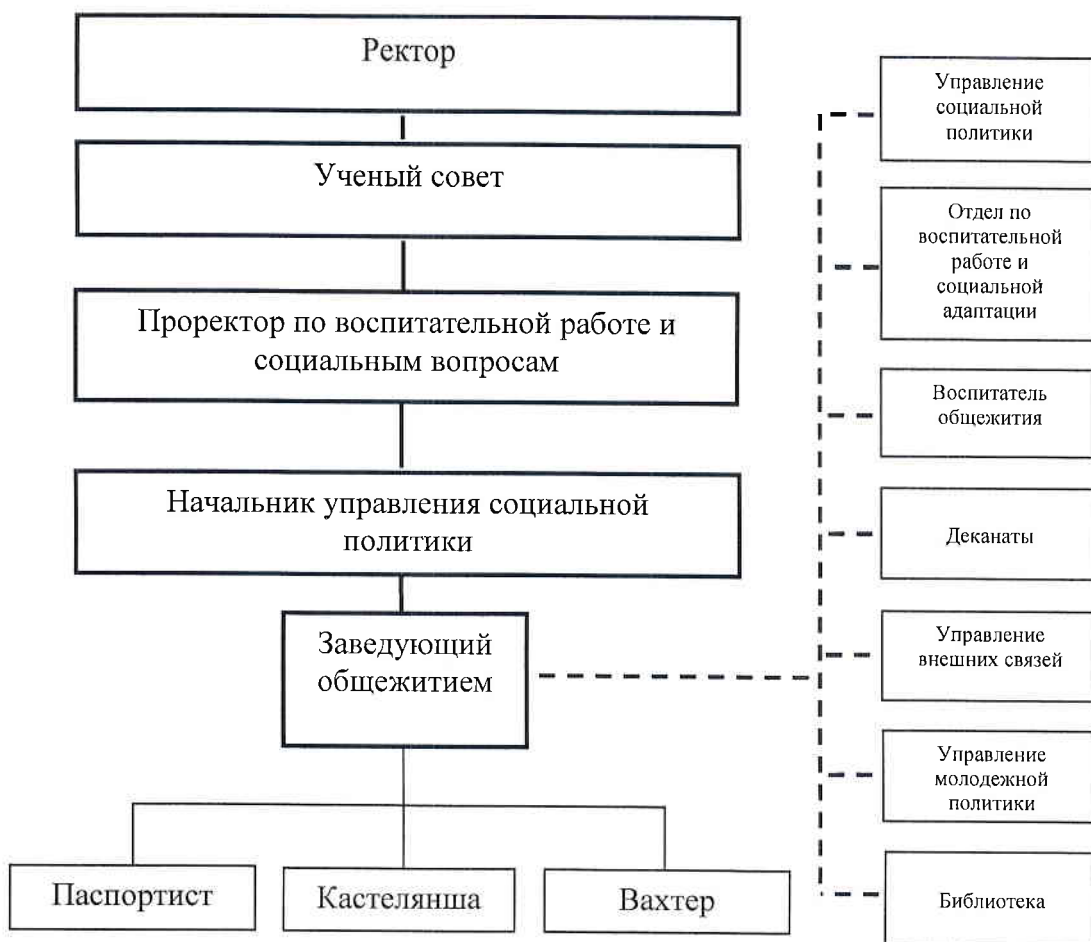 Ректор
Ученый совет
Проректор по воспитательной работе и
социальным вопросам
Начальник управления социальной
политики
Заведующий
общежитием
Паспортист
Кастелянша
Вахтер
Управление
социальной
политики
Отдел по
воспитательной
работе и
социальной
адаптации
Воспитатель
общежития
Деканаты
Управление
внешних связей
Управление
молодежной
политики
Библиотека